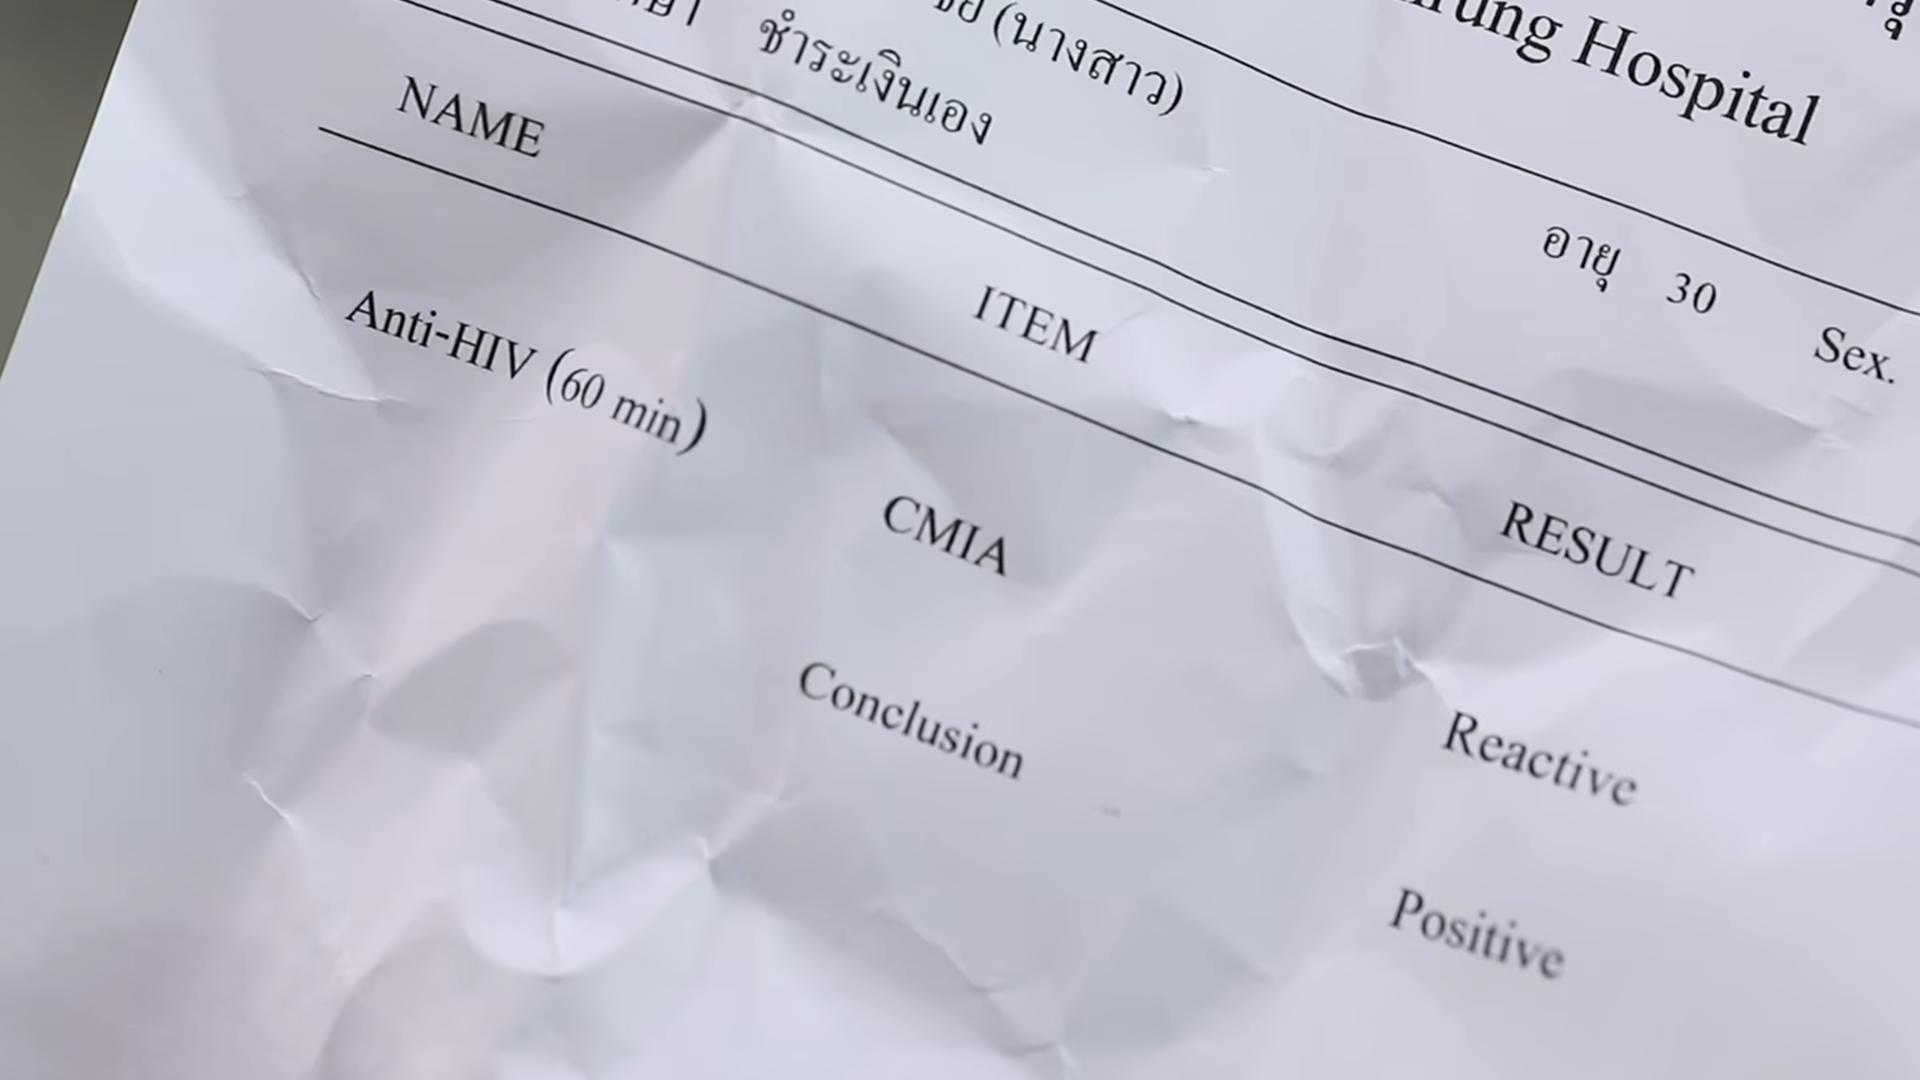 Hospital
(นางสาว)
อายุ 30 Sex.
ชำระเงินเอง
NAME ITEM RESULT
Anti-HIV (60 min) CMIA Reactive
Conclusion Positive